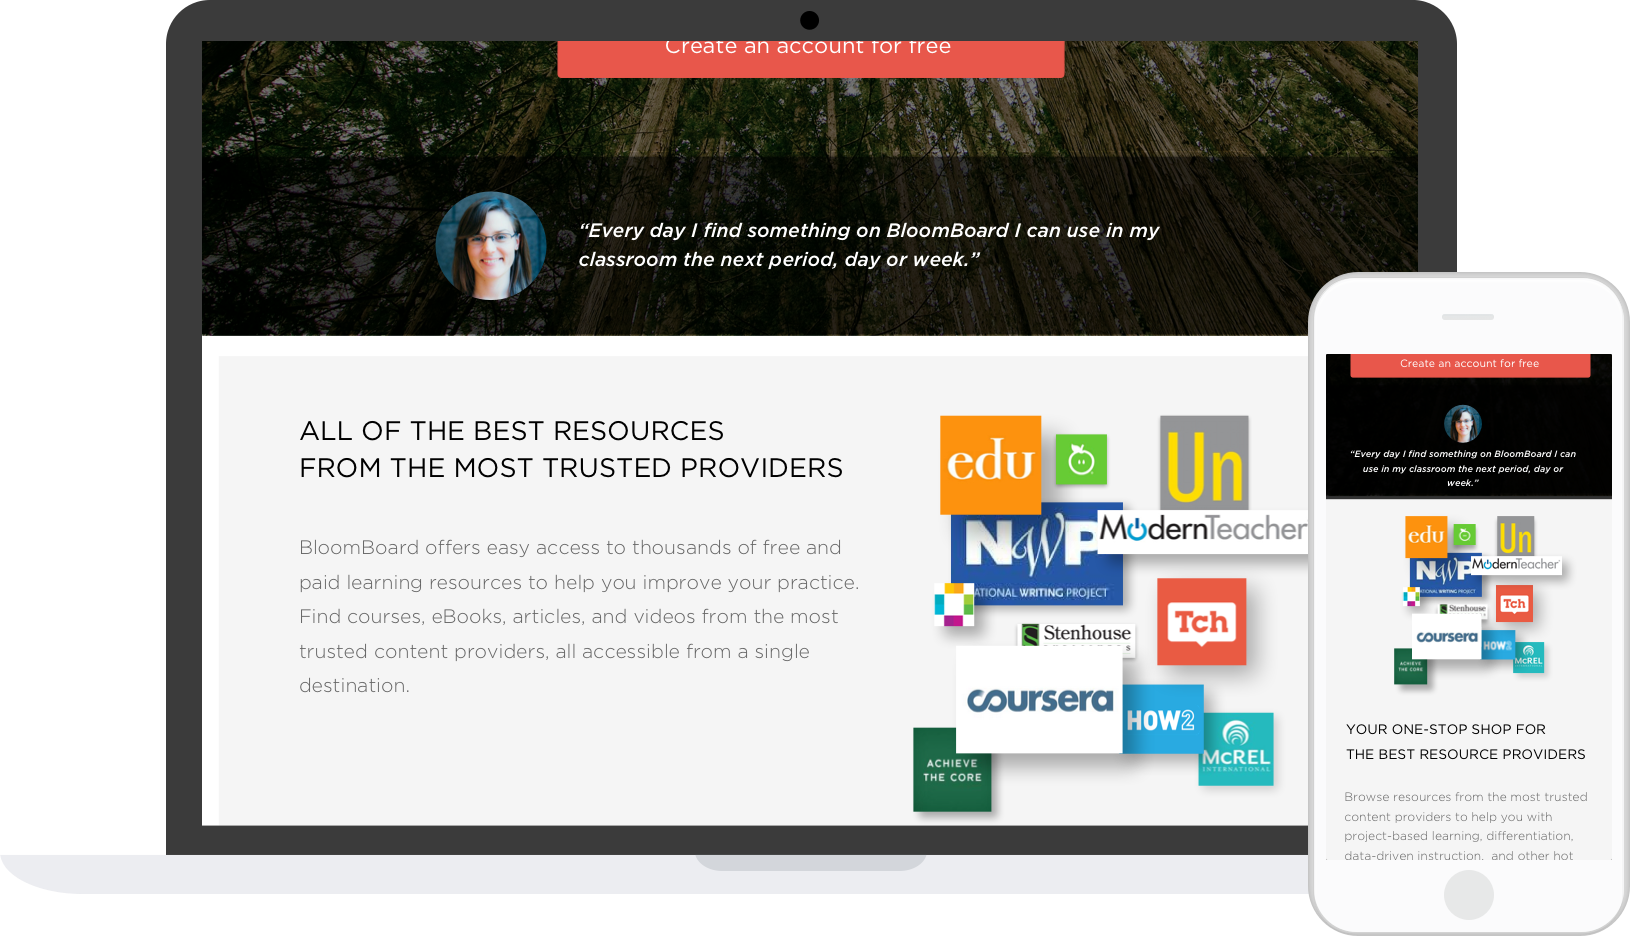 Create an account for free
“Every day I find something on BloomBoard I can use in my
classroom the next period, day or week.”
ALL OF THE BEST RESOURCES
FROM THE MOST TRUSTED PROVIDERS
BloomBoard offers easy access to thousands of free and
paid learning resources to help you improve your practice.
Find courses, eBooks, articles, and videos from the most
trusted content providers, all accessible from a single
destination.
edu
Un
NWP
ATIONAL WRITING PROJECT
ModernTeacher
Tch
Stenhouse
coursera
HOW2
McREL
INTERNATIONAL
ACHIEVE
THE CORE
Create an account for free
“Every day I find something on BloomBoard I can
use in my classroom the next period, day or
week.”
edu
Un
NWP
ATIONAL WRITING PROJECT
ModernTeacher
Tch
Stenhouse
coursera
HOW2
McREL
ACHIEVE
THE CORE
YOUR ONE-STOP SHOP FOR
THE BEST RESOURCE PROVIDERS
Browse resources from the most trusted
content providers to help you with
project-based learning, differentiation,
data-driven instruction, and other hot